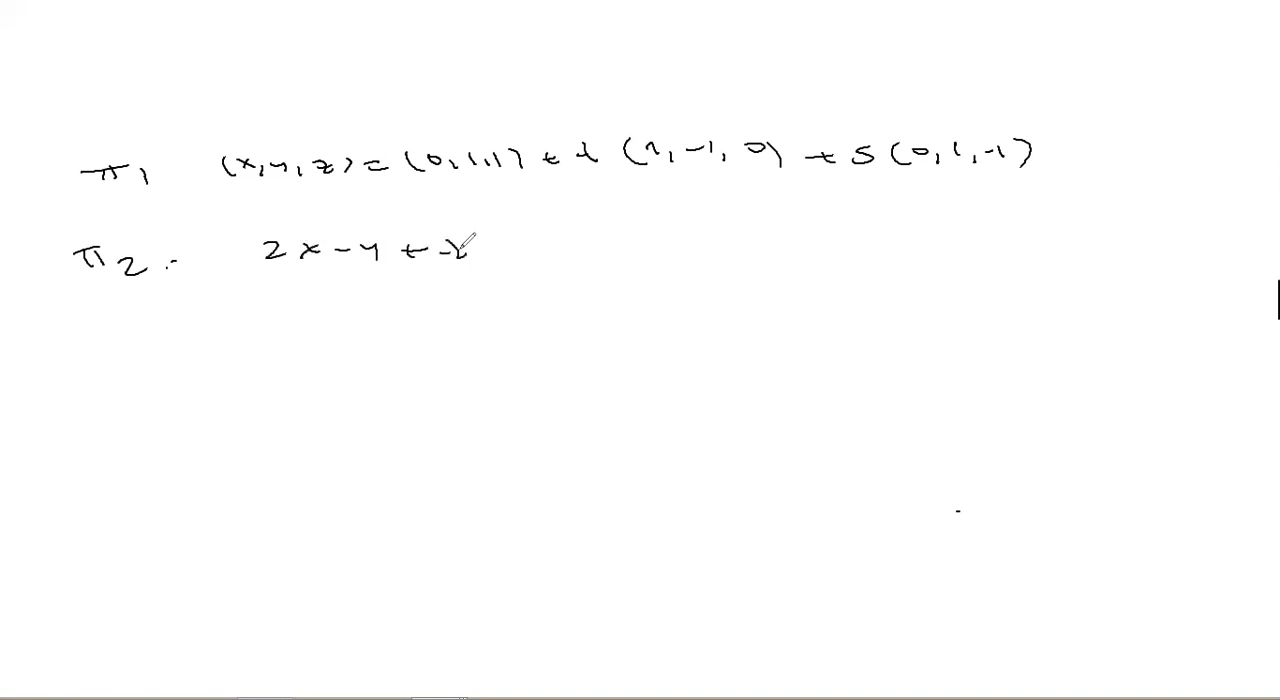 π1 (x,y,z) = (0,1,1) + t (1,-1,0) + s (0,1,-1)
π2: 2x - y + z